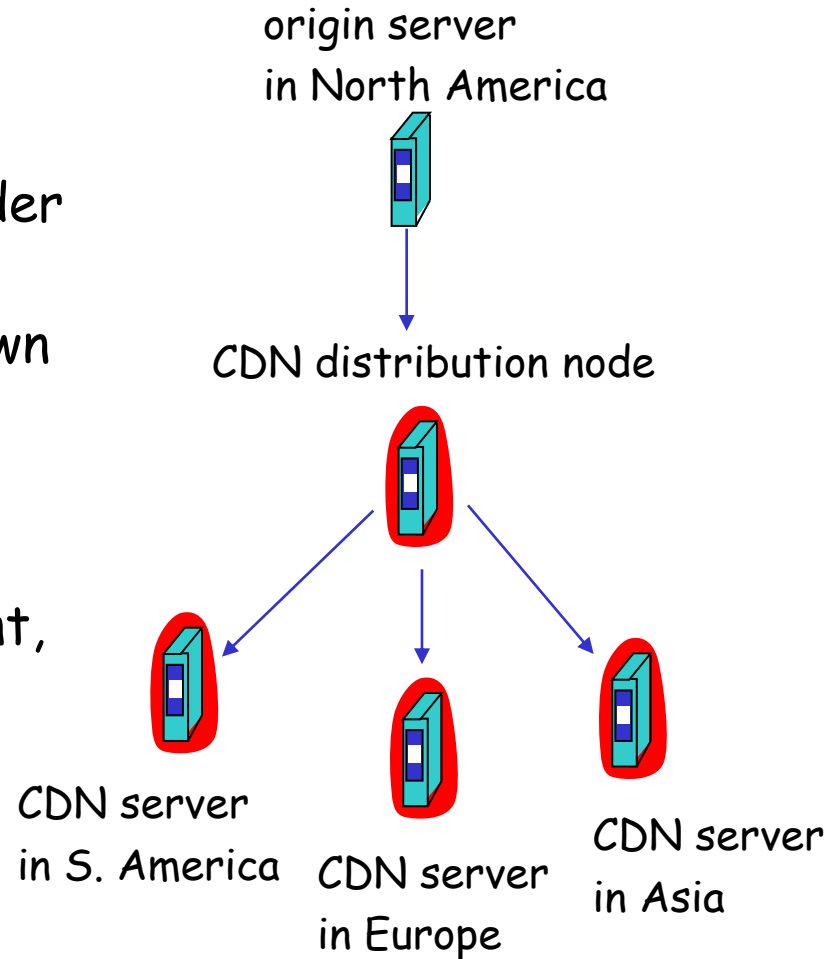 origin server
in North America
der
wn
CDN distribution node
nt,
CDN server
in S. America
CDN server
in Europe
CDN server
in Asia